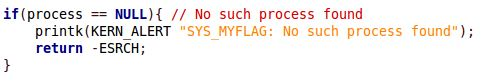 if(process == NULL){ // No such process found
    printk(KERN_ALERT "SYS_MYFLAG: No such process found");
    return -ESRCH;
}